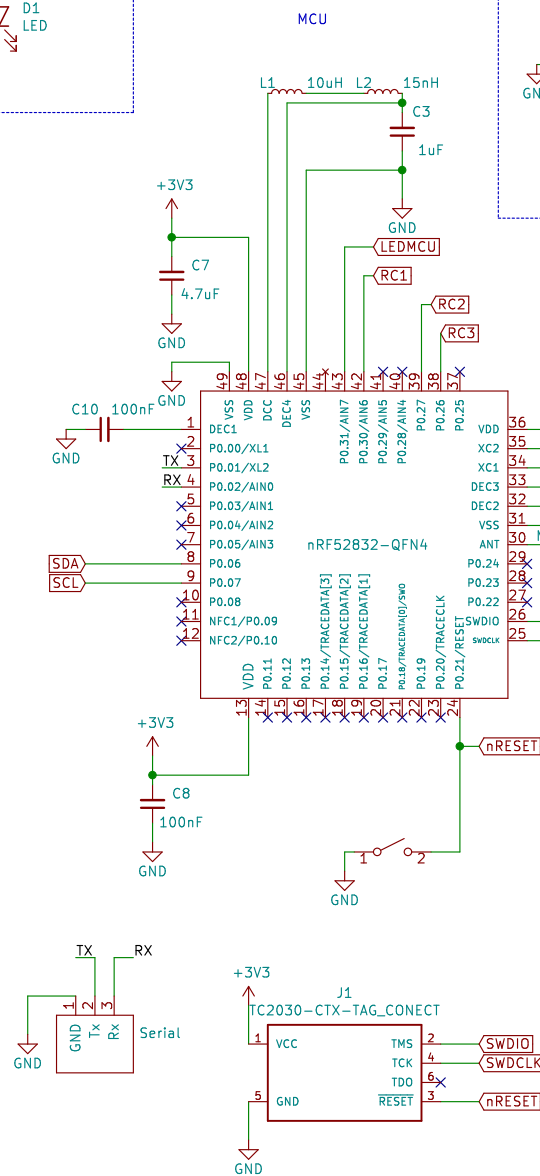 D1
LED
MCU
L1 10uH L2 15nH
C3
1uF
GND
GN
+3V3
C7
4.7uF
GND
LEDMCU
RC1
RC2
RC3
GND
C10 100nF
GND
49 48 47 46 45 44 43 42 41 40 39 38 37
VSS VDD DCC DEC4 VSS P0.31/AIN7 P0.30/AIN6 P0.29/AIN5 P0.28/AIN4 P0.27 P0.26 P0.25
1 DEC1
2 P0.00/XL1
TX 3 P0.01/XL2
RX 4 P0.02/AIN0
5 P0.03/AIN1
6 P0.04/AIN2
7 P0.05/AIN3
SDA 8 P0.06
SCL 9 P0.07
10 P0.08
11 NFC1/P0.09
12 NFC2/P0.10
nRF52832-QFN4
VDD 36
XC2 35
XC1 34
DEC3 33
DEC2 32
VSS 31
ANT 30
P0.24 29
P0.23 28
P0.22 27
SWDIO 26
SWDCLK 25
VDD P0.11 P0.12 P0.13 P0.14/TRACEDATA[3] P0.15/TRACEDATA[2] P0.16/TRACEDATA[1] P0.17 P0.18/TRACEDATA[0]/SWO P0.19 P0.20/TRACECLK P0.21/RESET
13 14 15 16 17 18 19 20 21 22 23 24
+3V3
C8
100nF
GND
nRESET
1 2
GND
TX RX
1 2 3
GND Tx Rx
Serial
GND
+3V3
J1
TC2030-CTX-TAG_CONECT
1 VCC
5 GND
TMS 2 SWDIO
TCK 4 SWDCLK
TDO 6
RESET 3 nRESET
GND